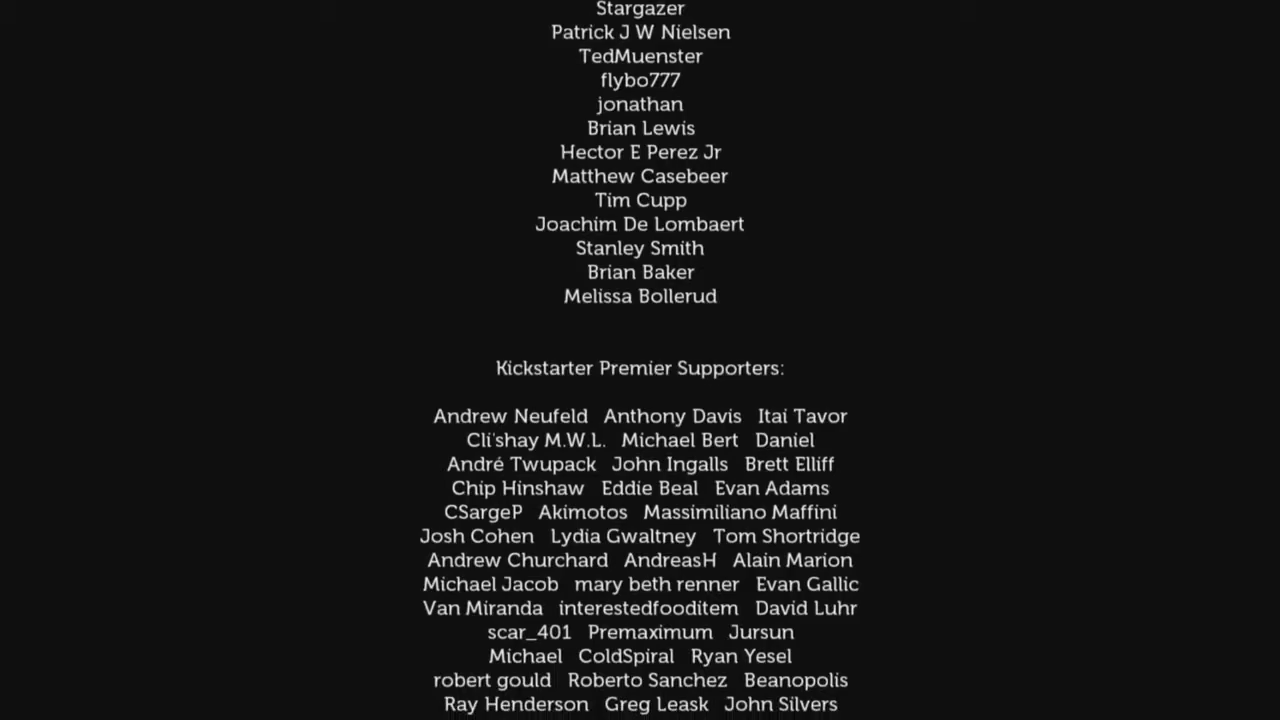 Stargazer
Patrick J W Nielsen
TedMuenster
flybo777
jonathan
Brian Lewis
Hector E Perez Jr
Matthew Casebeer
Tim Cupp
Joachim De Lombaert
Stanley Smith
Brian Baker
Melissa Bollerud
Kickstarter Premier Supporters:
Andrew Neufeld Anthony Davis Itai Tavor
Cli'shay M.W.L. Michael Bert Daniel
André Twupack John Ingalls Brett Elliff
Chip Hinshaw Eddie Beal Evan Adams
CSargeP Akimotos Massimiliano Maffini
Josh Cohen Lydia Gwaltney Tom Shortridge
Andrew Churchard AndreasH Alain Marion
Michael Jacob mary beth renner Evan Gallic
Van Miranda interestedfooditem David Luhr
scar_401 Premaximum Jursun
Michael ColdSpiral Ryan Yesel
robert gould Roberto Sanchez Beanopolis
Ray Henderson Greg Leask John Silvers